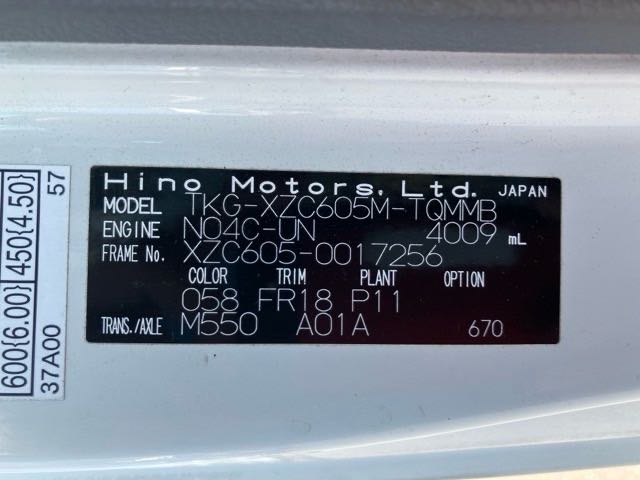 Hino Motors, Ltd. JAPAN
MODEL TKG-XZC605M-TQMMB
ENGINE N04C-UN 4009 mL
FRAME No. XZC605-0017256
COLOR TRIM PLANT OPTION
058 FR18 P11
TRANS./AXLE M550 A01A 670
600{6.00} 450{4.50}
37A00 57